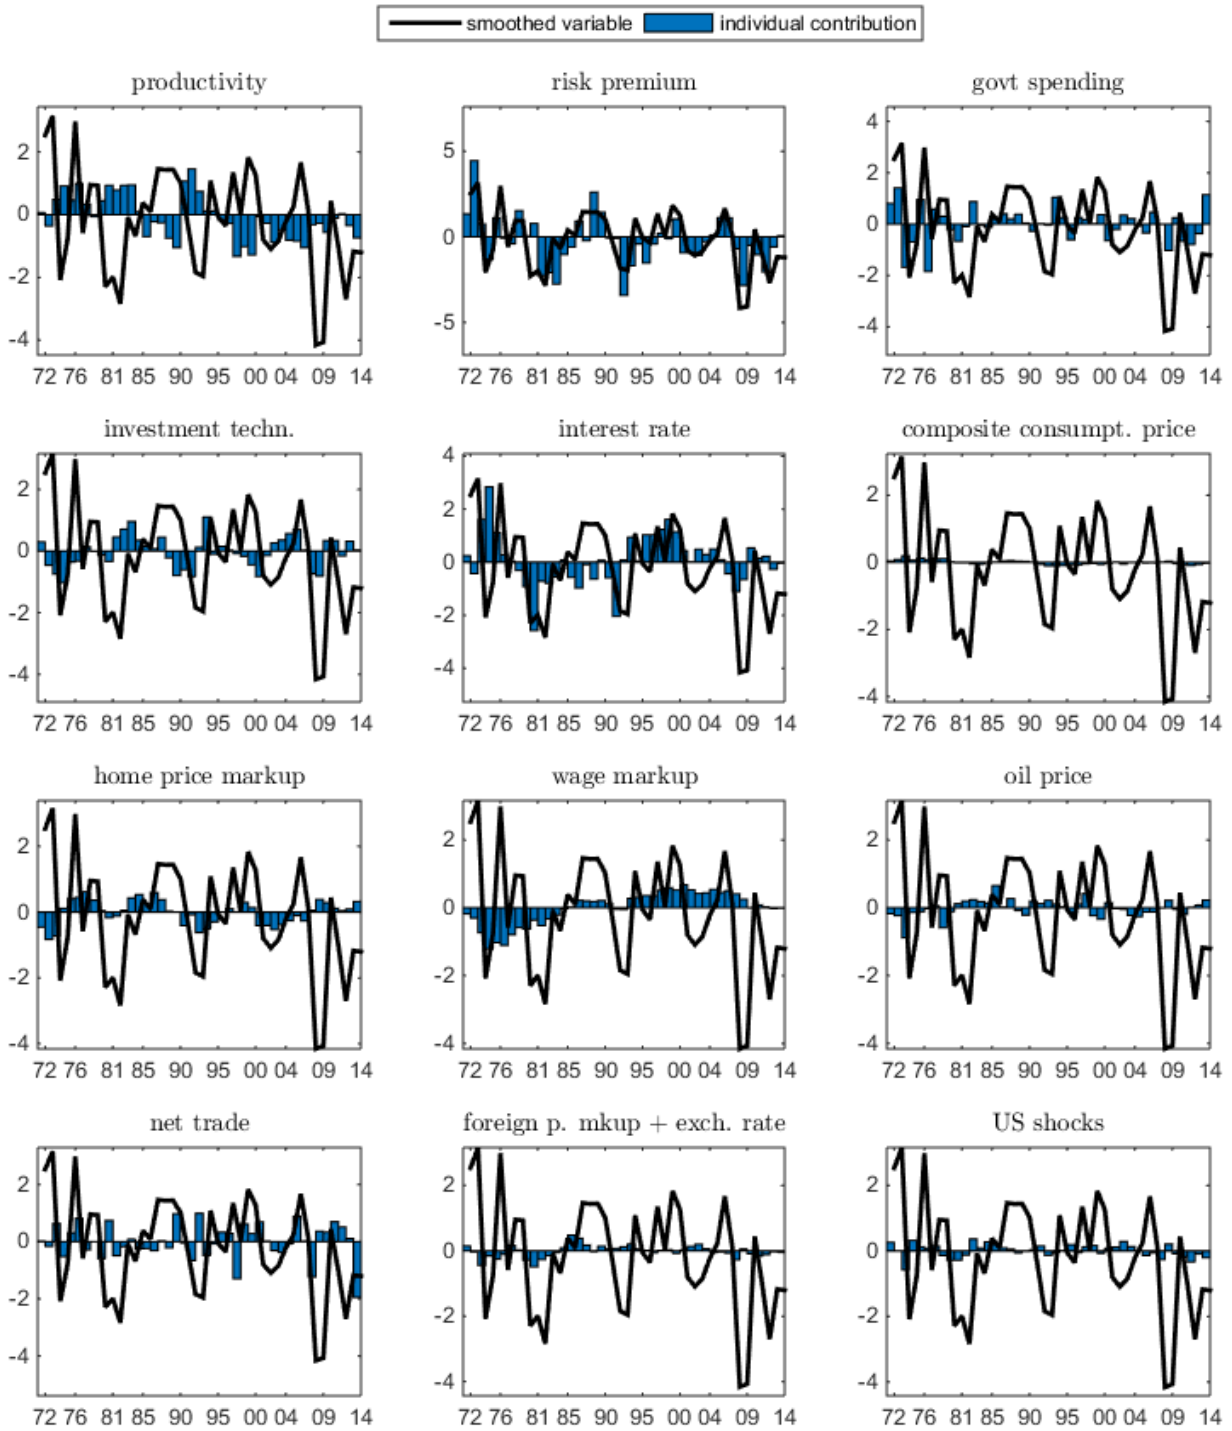 smoothed variable individual contribution
productivity
2
0
-2
-4
72 76 81 85 90 95 00 04 09 14
risk premium
5
0
-5
72 76 81 85 90 95 00 04 09 14
govt spending
4
2
0
-2
-4
72 76 81 85 90 95 00 04 09 14
investment techn.
2
0
-2
-4
72 76 81 85 90 95 00 04 09 14
interest rate
4
2
0
-2
-4
72 76 81 85 90 95 00 04 09 14
composite consumpt. price
2
0
-2
-4
72 76 81 85 90 95 00 04 09 14
home price markup
2
0
-2
-4
72 76 81 85 90 95 00 04 09 14
wage markup
2
0
-2
-4
72 76 81 85 90 95 00 04 09 14
oil price
2
0
-2
-4
72 76 81 85 90 95 00 04 09 14
net trade
2
0
-2
-4
72 76 81 85 90 95 00 04 09 14
foreign p. mkup + exch. rate
2
0
-2
-4
72 76 81 85 90 95 00 04 09 14
US shocks
2
0
-2
-4
72 76 81 85 90 95 00 04 09 14